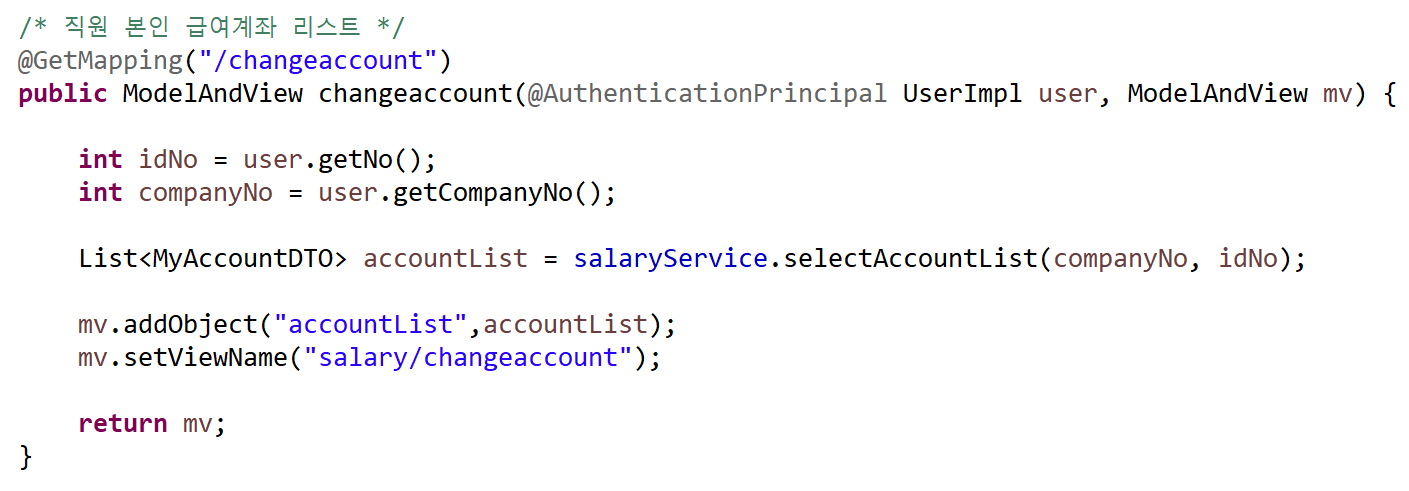 /* 직원 본인 급여계좌 리스트 */
@GetMapping("/changeaccount")
public ModelAndView changeaccount(@AuthenticationPrincipal UserImpl user, ModelAndView mv) {
int idNo = user.getNo();
int companyNo = user.getCompanyNo();
List<MyAccountDTO> accountList = salaryService.selectAccountList(companyNo, idNo);
mv.addObject("accountList",accountList);
mv.setViewName("salary/changeaccount");
return mv;
}